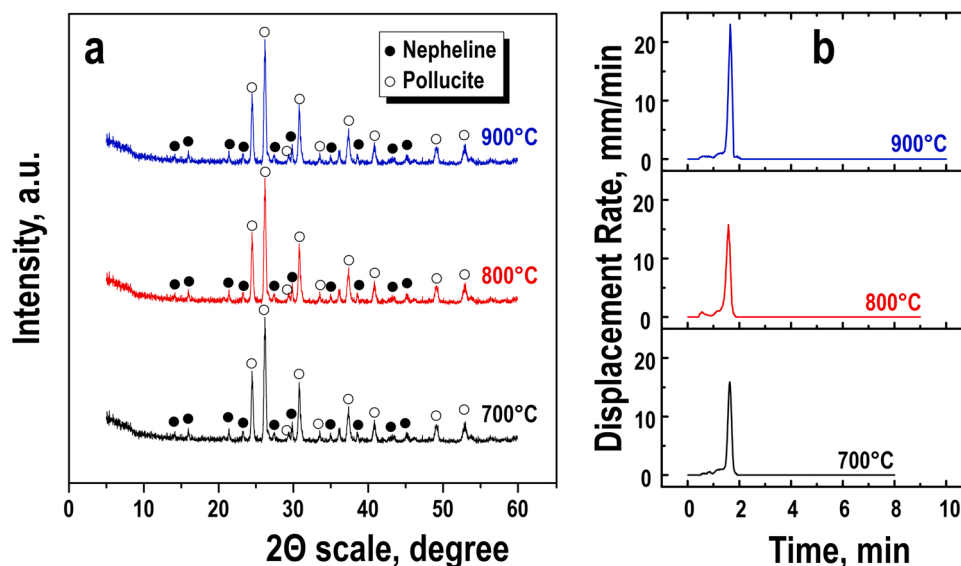 a
Nepheline
Pollucite
900°C
800°C
700°C
Intensity, a.u.
0 10 20 30 40 50 60
2Θ scale, degree
b
20
10
0
900°C
20
10
0
800°C
20
10
0
700°C
Displacement Rate, mm/min
0 2 4 6 8 10
Time, min